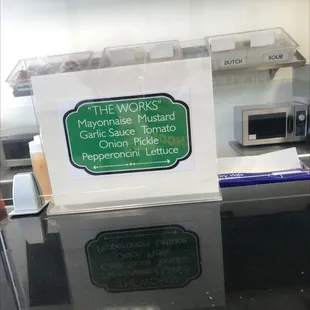 DUTCH
SOUR
"THE WORKS"
Mayonnaise Mustard
Garlic Sauce Tomato
Onion Pickle
Pepperoncini Lettuce